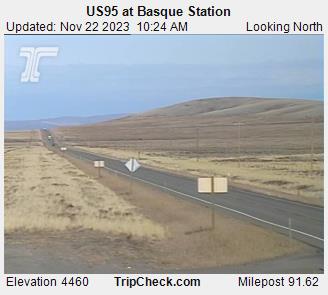 US95 at Basque Station
Updated: Nov 22 2023 10:24 AM Looking North
Elevation 4460 TripCheck.com Milepost 91.62